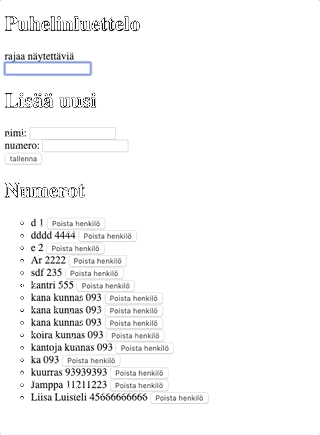 Puhelinluettelo
rajaa näytettäviä
Lisää uusi
nimi:
numero:
tallenna
Numerot
d 1 Poista henkilö
dddd 4444 Poista henkilö
e 2 Poista henkilö
Ar 2222 Poista henkilö
sdf 235 Poista henkilö
kantri 555 Poista henkilö
kana kunnas 093 Poista henkilö
kana kunnas 093 Poista henkilö
kana kunnas 093 Poista henkilö
koira kunnas 093 Poista henkilö
kantoja kunnas 093 Poista henkilö
ka 093 Poista henkilö
kuurras 93939393 Poista henkilö
Jamppa 11211223 Poista henkilö
Liisa Luisteli 45666666666 Poista henkilö